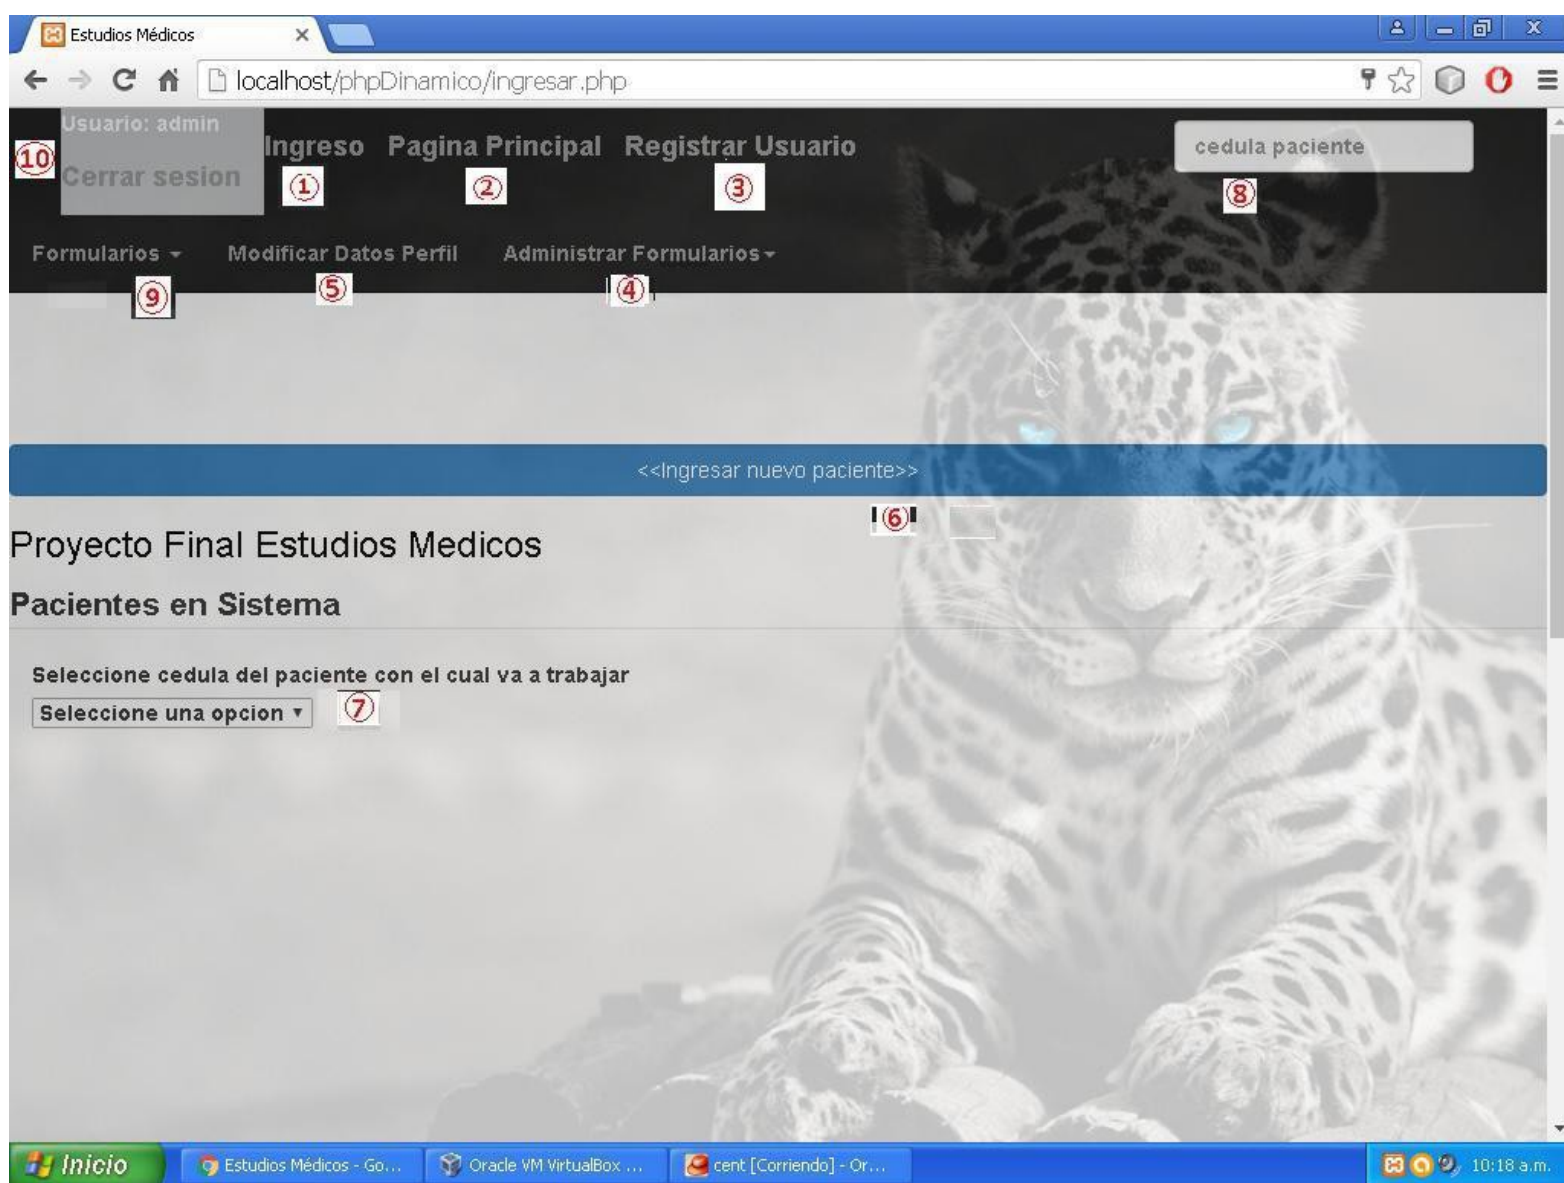 Estudios Médicos
localhost/phpDinamico/ingresar.php
Usuario: admin
10
Cerrar sesion
Ingreso Pagina Principal Registrar Usuario
cedula paciente
1 2 3 8
Formularios Modificar Datos Perfil Administrar Formularios
9 5 4
<<Ingresar nuevo paciente>>
6
Proyecto Final Estudios Medicos
Pacientes en Sistema
Seleccione cedula del paciente con el cual va a trabajar
Seleccione una opcion 7
Inicio Estudios Médicos - Go... Oracle VM VirtualBox ... cent [Corriendo] - Or... 10:18 a.m.